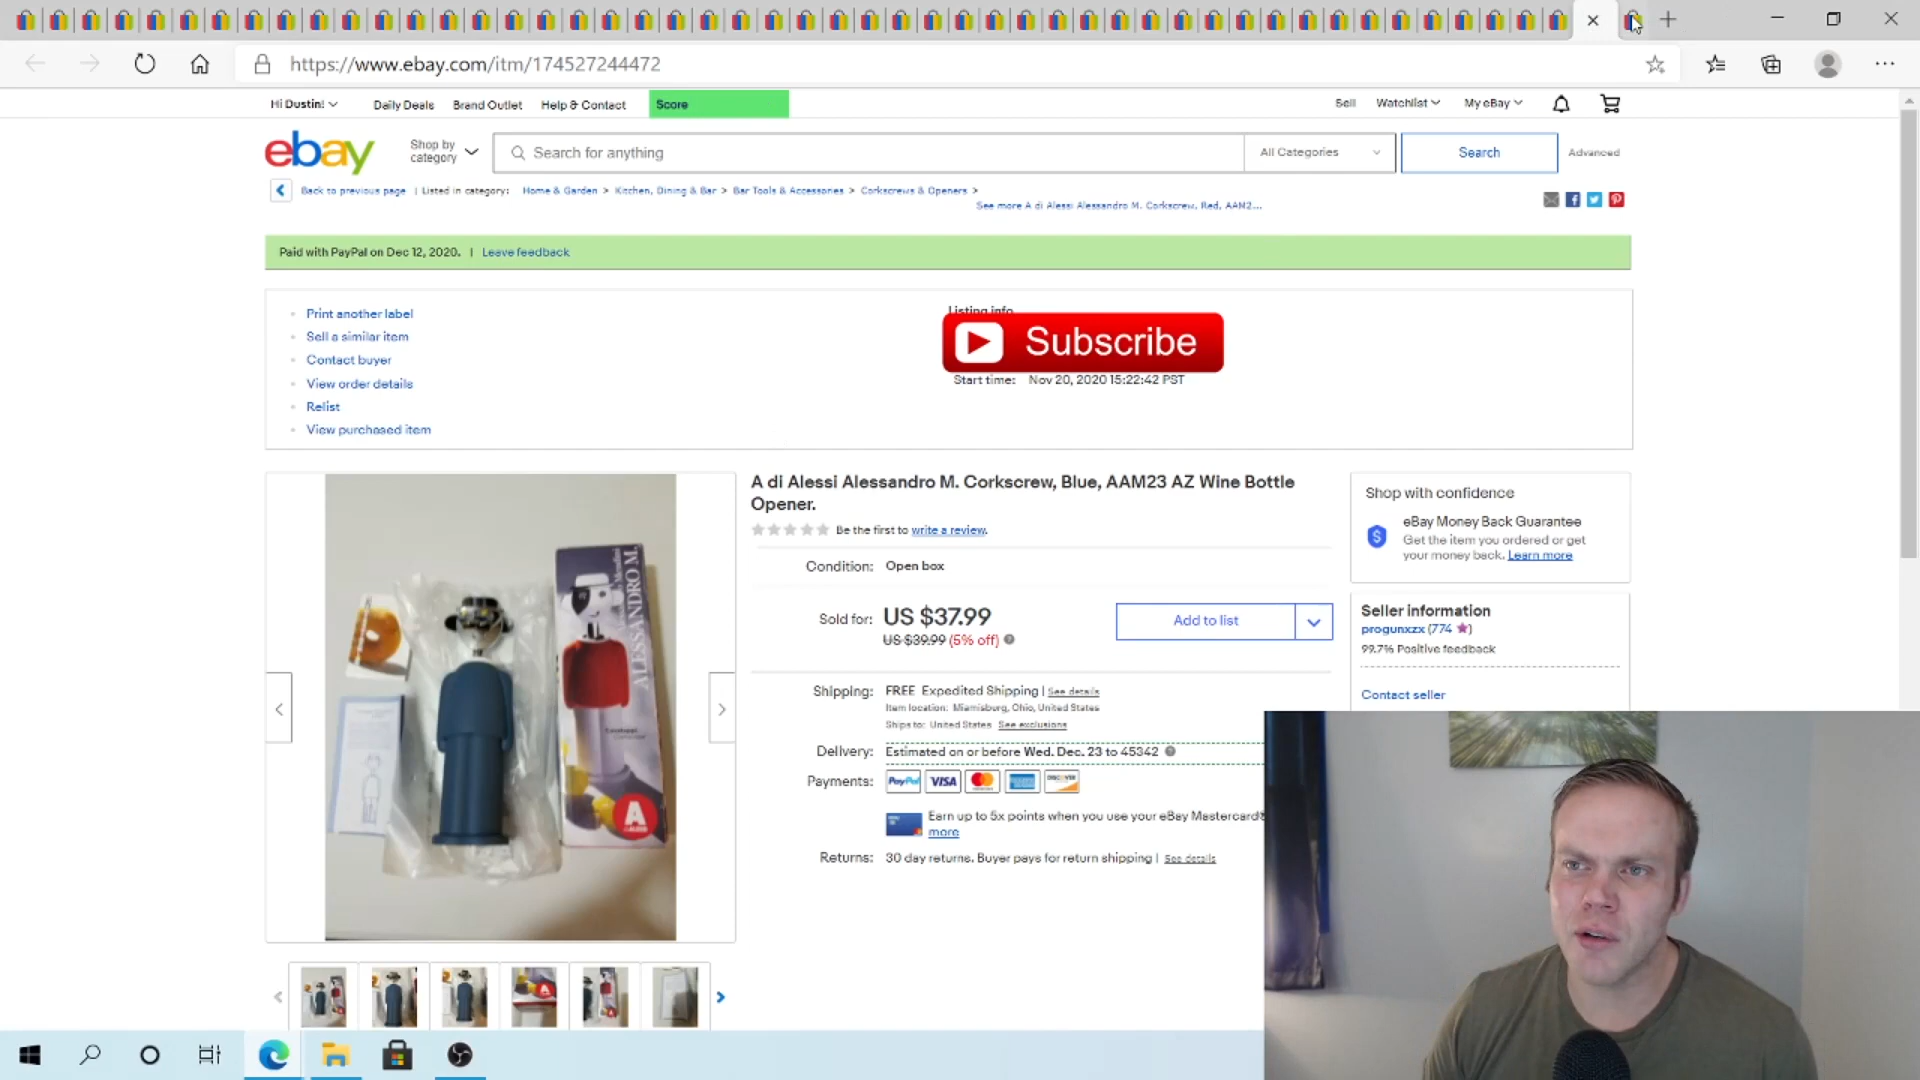 https://www.ebay.com/itm/174527244472
Hi Dustin!
Daily Deals
Brand Outlet
Help & Contact
Score
Sell
Watchlist
My eBay
ebay
Shop by
category
Search for anything
All Categories
Search
Advanced
Back to previous page | Listed in category: Home & Garden > Kitchen, Dining & Bar > Bar Tools & Accessories > Corkscrews & Openers >
See more A di Alessi Alessandro M. Corkscrew, Red, AAM2...
Paid with PayPal on Dec 12, 2020. | Leave feedback
Print another label
Sell a similar item
Contact buyer
View order details
Relist
View purchased item
Listing info
Subscribe
Start time: Nov 20, 2020 15:22:42 PST
A di Alessi Alessandro M. Corkscrew, Blue, AAM23 AZ Wine Bottle
Opener.
Be the first to write a review.
Condition: Open box
Sold for: US $37.99
US $39.99 (5% off)
Add to list
Shipping: FREE Expedited Shipping | See details
Item location: Miamisburg, Ohio, United States
Ships to: United States See exclusions
Delivery: Estimated on or before Wed. Dec. 23 to 45342
Payments: PayPal VISA DISCOVER
Earn up to 5x points when you use your eBay Mastercard
more
Returns: 30 day returns. Buyer pays for return shipping | See details
Shop with confidence
eBay Money Back Guarantee
Get the item you ordered or get
your money back. Learn more
Seller information
progunxzx (774)
99.7% Positive feedback
Contact seller
ALESSANDRO M.
A